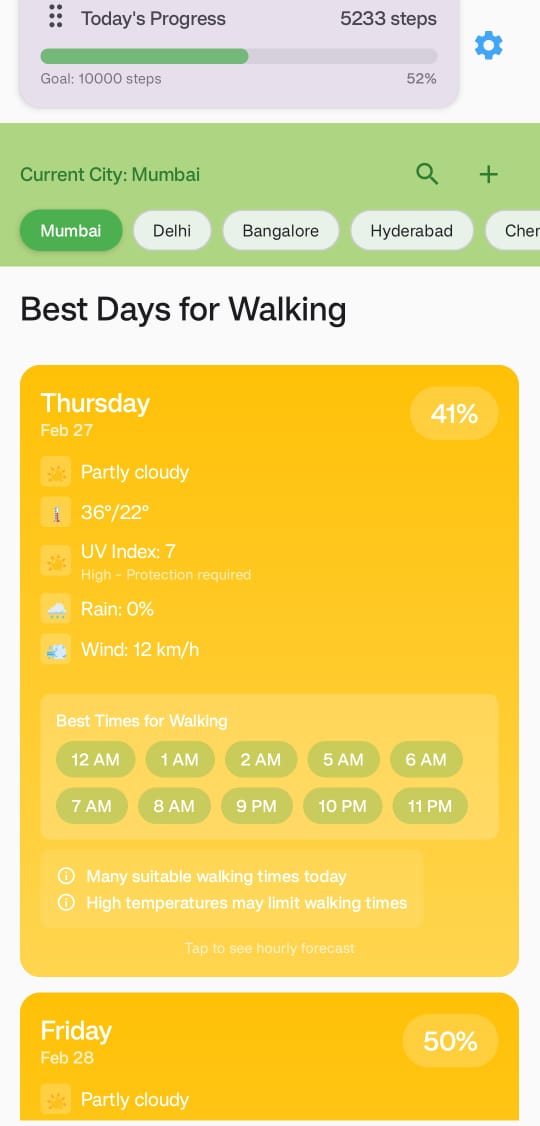 Today's Progress 5233 steps
Goal: 10000 steps 52%
Current City: Mumbai
Mumbai Delhi Bangalore Hyderabad Cher
Best Days for Walking
Thursday 41%
Feb 27
Partly cloudy
36°/22°
UV Index: 7
High - Protection required
Rain: 0%
Wind: 12 km/h
Best Times for Walking
12 AM 1 AM 2 AM 5 AM 6 AM
7 AM 8 AM 9 PM 10 PM 11 PM
Many suitable walking times today
High temperatures may limit walking times
Tap to see hourly forecast
Friday 50%
Feb 28
Partly cloudy